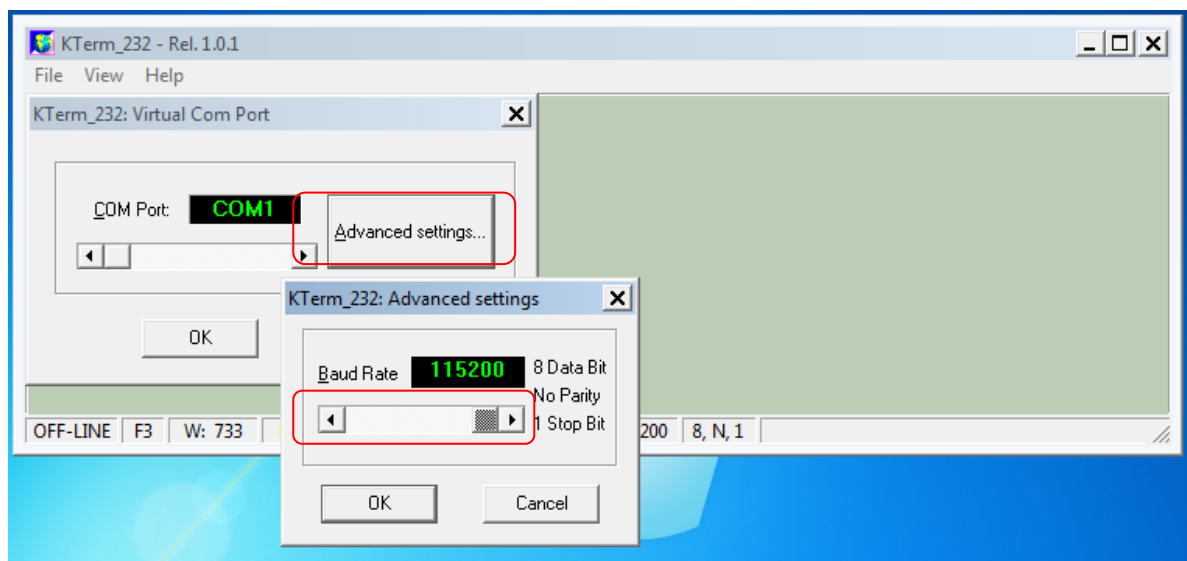 KTerm_232 - Rel. 1.0.1
File View Help
KTerm_232: Virtual Com Port
COM Port: COM1
Advanced settings...
OK
KTerm_232: Advanced settings
Baud Rate 115200
8 Data Bit
No Parity
1 Stop Bit
OK Cancel
OFF-LINE F3 W: 733 200 8, N, 1